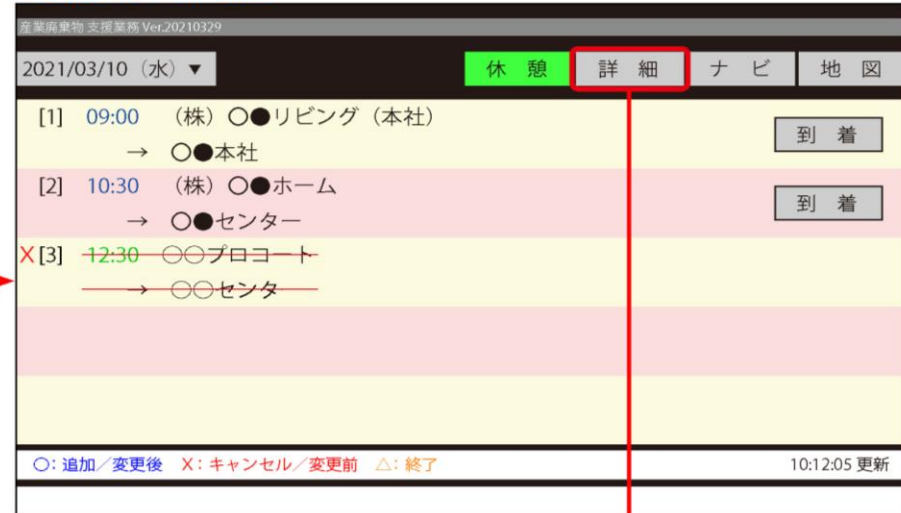 産業廃棄物 支援業務 Ver.20210329
2021/03/10（水）▼ 休 憩 詳 細 ナ ビ 地 図
[1] 09:00 （株）〇●リビング（本社） 到 着
→ 〇●本社
[2] 10:30 （株）〇●ホーム 到 着
→ 〇●センター
X [3] 12:30 〇〇プロコート
→ 〇〇センタ
〇：追加／変更後 X：キャンセル／変更前 △：終了 10:12:05 更新